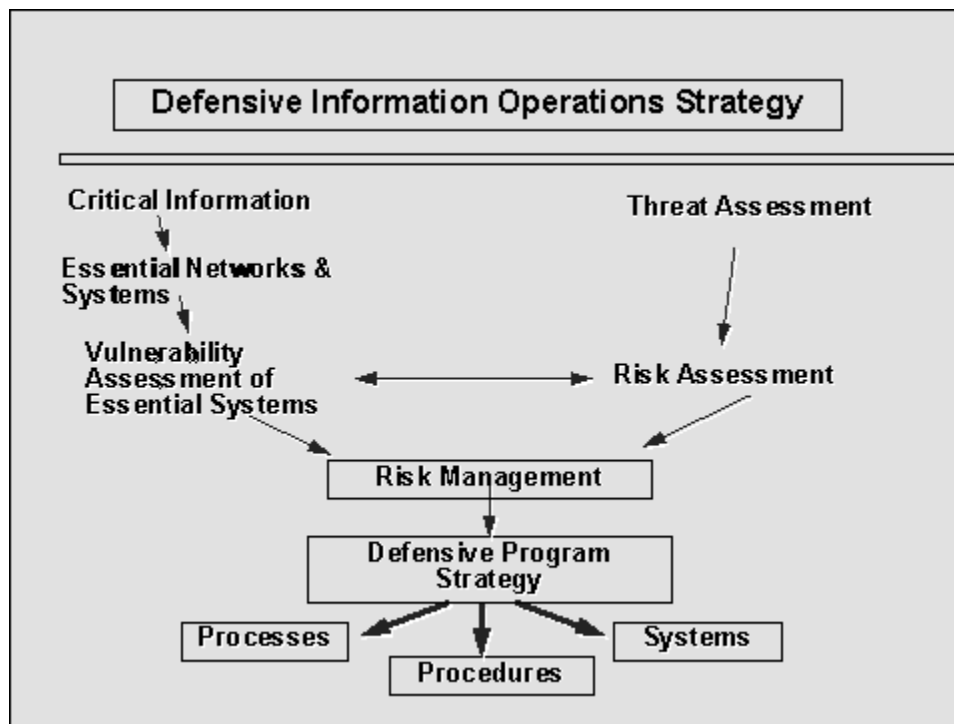 Defensive Information Operations Strategy
Critical Information
Threat Assessment
Essential Networks &
Systems
Vulnerability
Assessment of
Essential Systems
Risk Assessment
Risk Management
Defensive Program
Strategy
Processes
Systems
Procedures